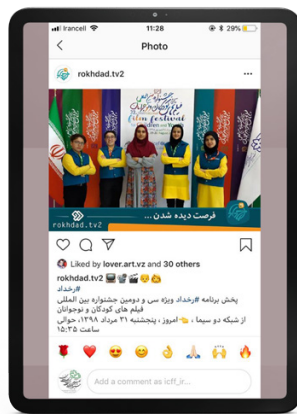 Irancell
11:28
29%
Photo
rokhdad.tv2
film festival
فرصت دیده شدن ...
rokhdad.tv2
Liked by lover.art.vz and 30 others
rokhdad.tv2
#رخداد
پخش برنامه #رخداد ویژه سی و دومین جشنواره بین المللی
فیلم های کودکان و نوجوانان
از شبکه دو سیما ، امروز ، پنجشنبه ۳۱ مرداد ۱۳۹۸، حوالی
ساعت ۱۵:۳۵
Add a comment as icff_ir...